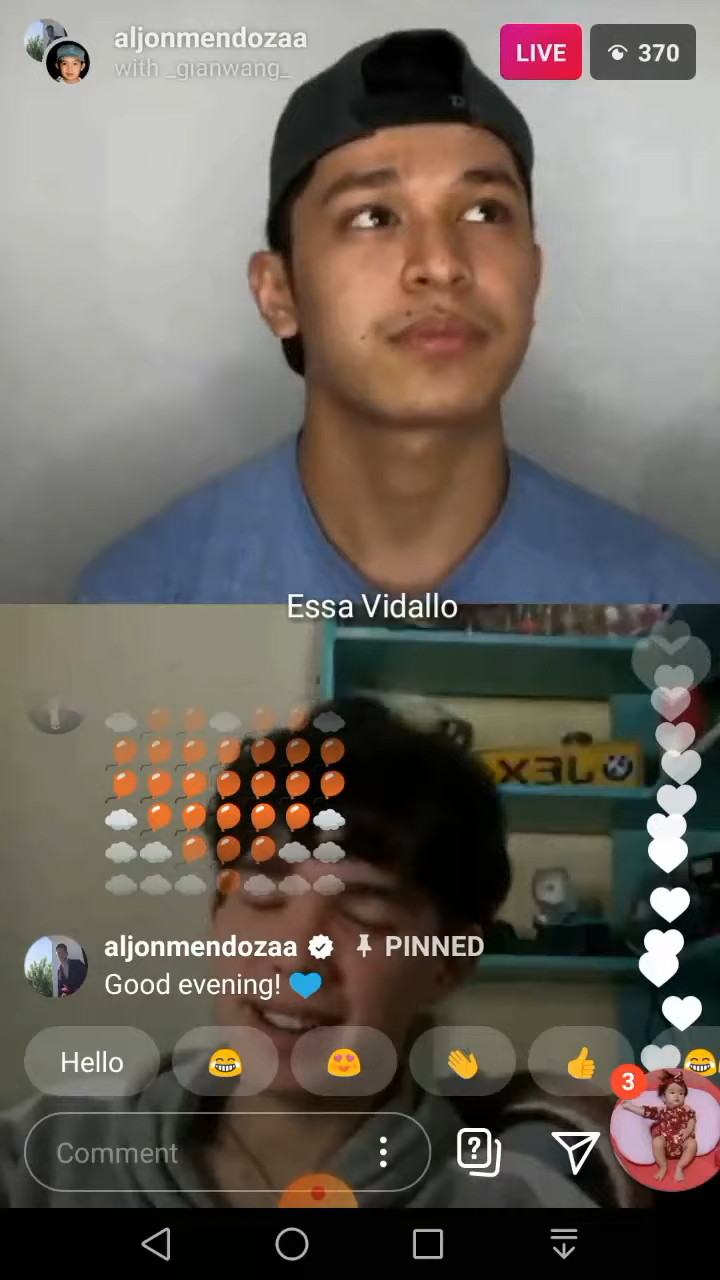 aljonmendozaa
with _gianwang_
LIVE
370
Essa Vidallo
aljonmendozaa PINNED
Good evening! 💙
Hello
3
Comment